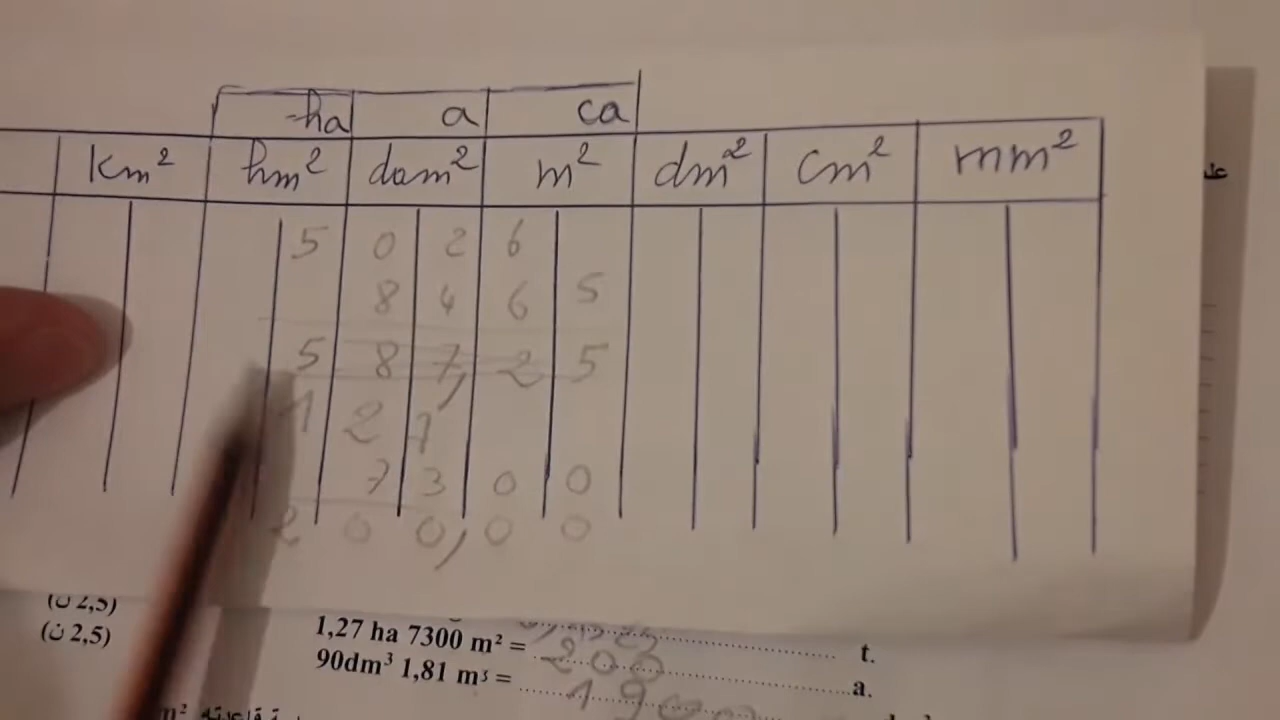 ha a ca
km² hm² dam² m² dm² cm² mm²
5 0 2 6
8 4 6 5
5 8 7, 2 5
1 2 7
7 3 0 0
2 0 0, 0 0
(2,5 ن)
(2,5 ن)
1,27 ha 7300 m² = 200 t.
90dm³ 1,81 m³ = 1900 a.